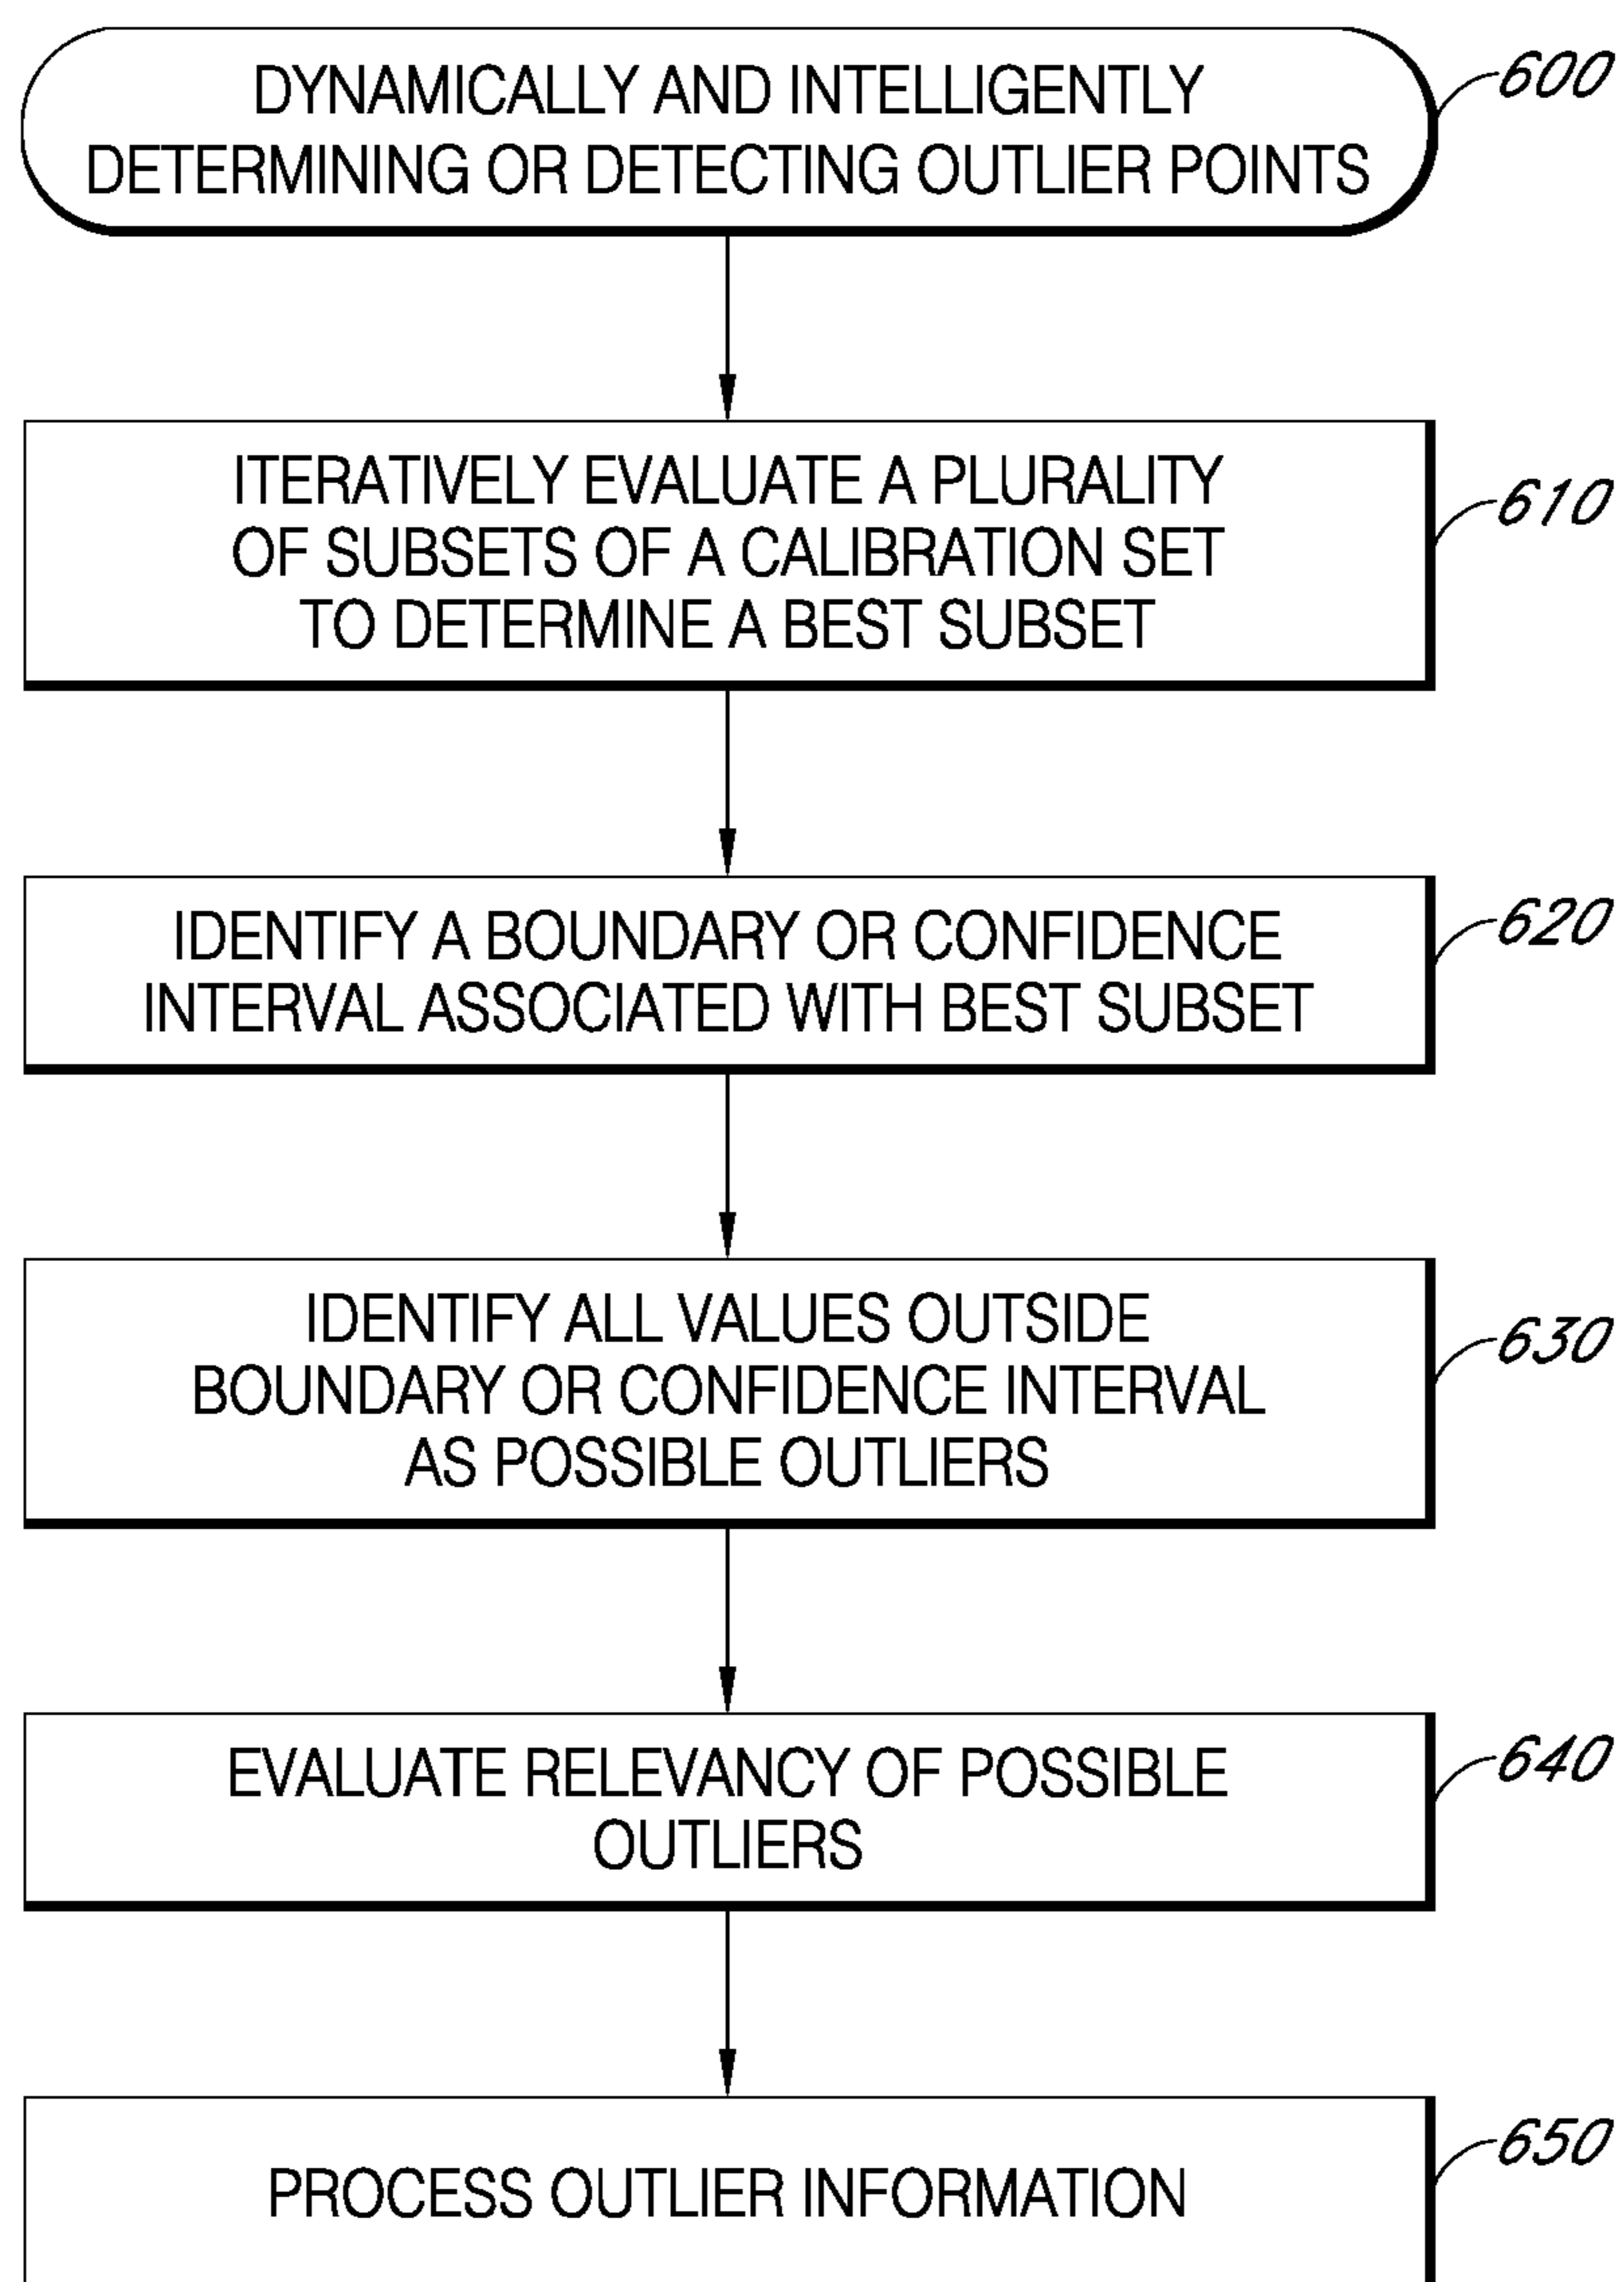 DYNAMICALLY AND INTELLIGENTLY
DETERMINING OR DETECTING OUTLIER POINTS
600
ITERATIVELY EVALUATE A PLURALITY
OF SUBSETS OF A CALIBRATION SET
TO DETERMINE A BEST SUBSET
610
IDENTIFY A BOUNDARY OR CONFIDENCE
INTERVAL ASSOCIATED WITH BEST SUBSET
620
IDENTIFY ALL VALUES OUTSIDE
BOUNDARY OR CONFIDENCE INTERVAL
AS POSSIBLE OUTLIERS
630
EVALUATE RELEVANCY OF POSSIBLE
OUTLIERS
640
PROCESS OUTLIER INFORMATION
650